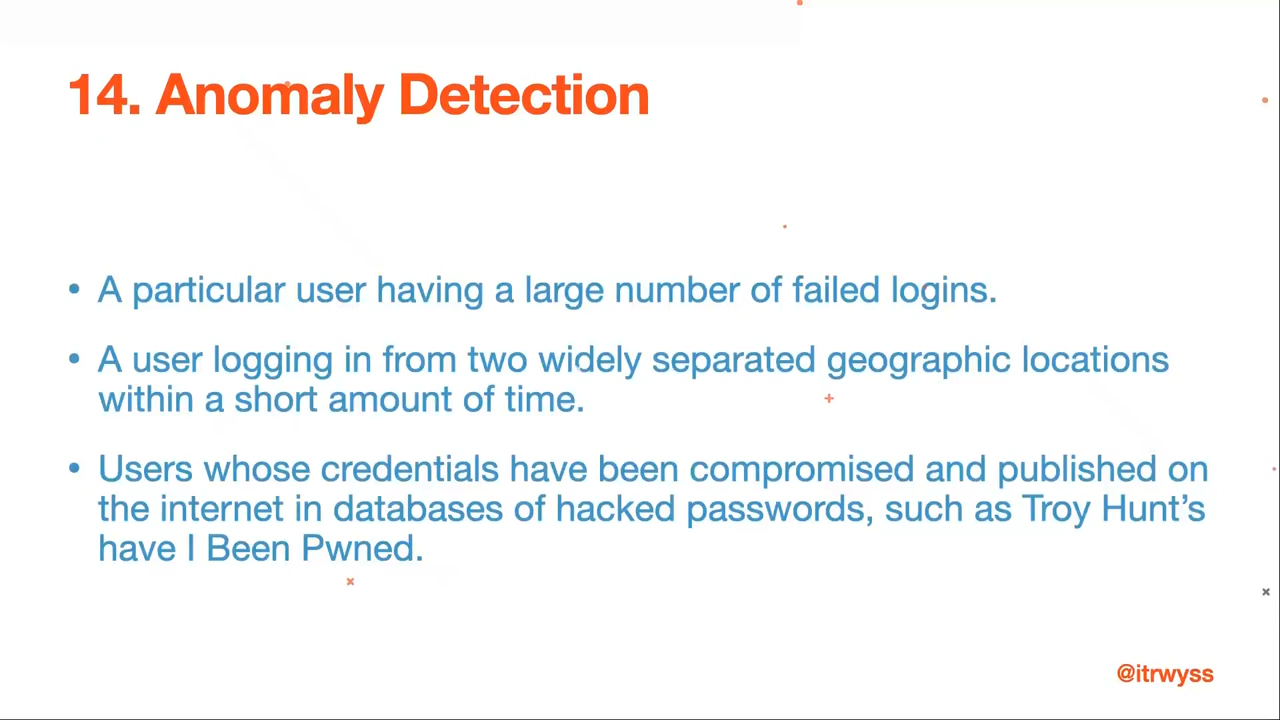 14. Anomaly Detection
• A particular user having a large number of failed logins.
• A user logging in from two widely separated geographic locations
within a short amount of time.
• Users whose credentials have been compromised and published on
the internet in databases of hacked passwords, such as Troy Hunt’s
have I Been Pwned.
@itrwyss